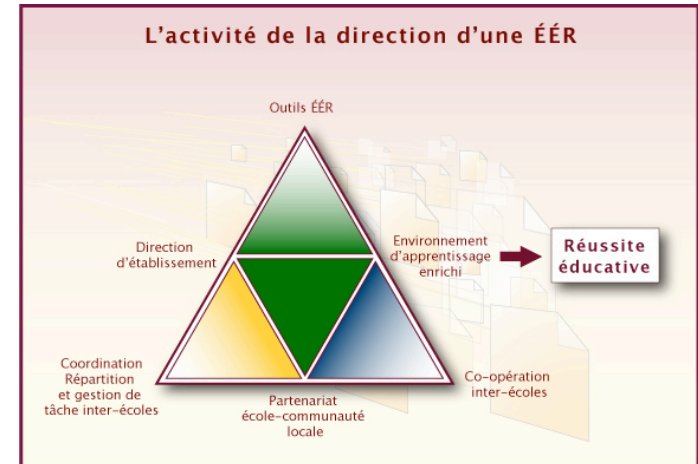 L'activité de la direction d'une ÉÉR
Outils ÉÉR
Direction
d'établissement
Environnement
d'apprentissage
enrichi
Réussite
éducative
Coordination
Répartition
et gestion de
tâche inter-écoles
Partenariat
école-communauté
locale
Co-opération
inter-écoles